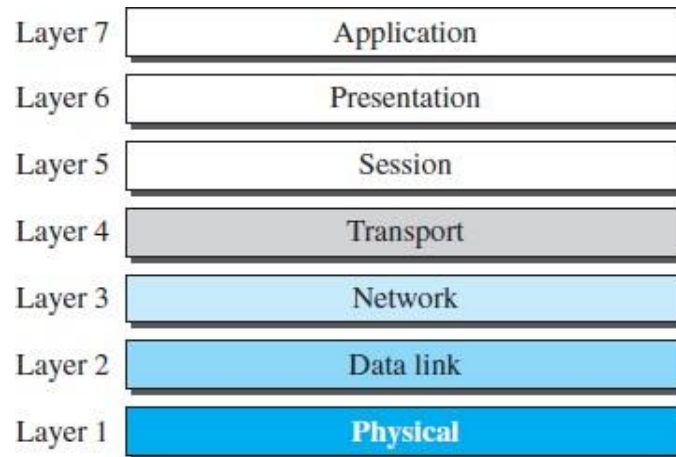 Layer 7 Application
Layer 6 Presentation
Layer 5 Session
Layer 4 Transport
Layer 3 Network
Layer 2 Data link
Layer 1 Physical